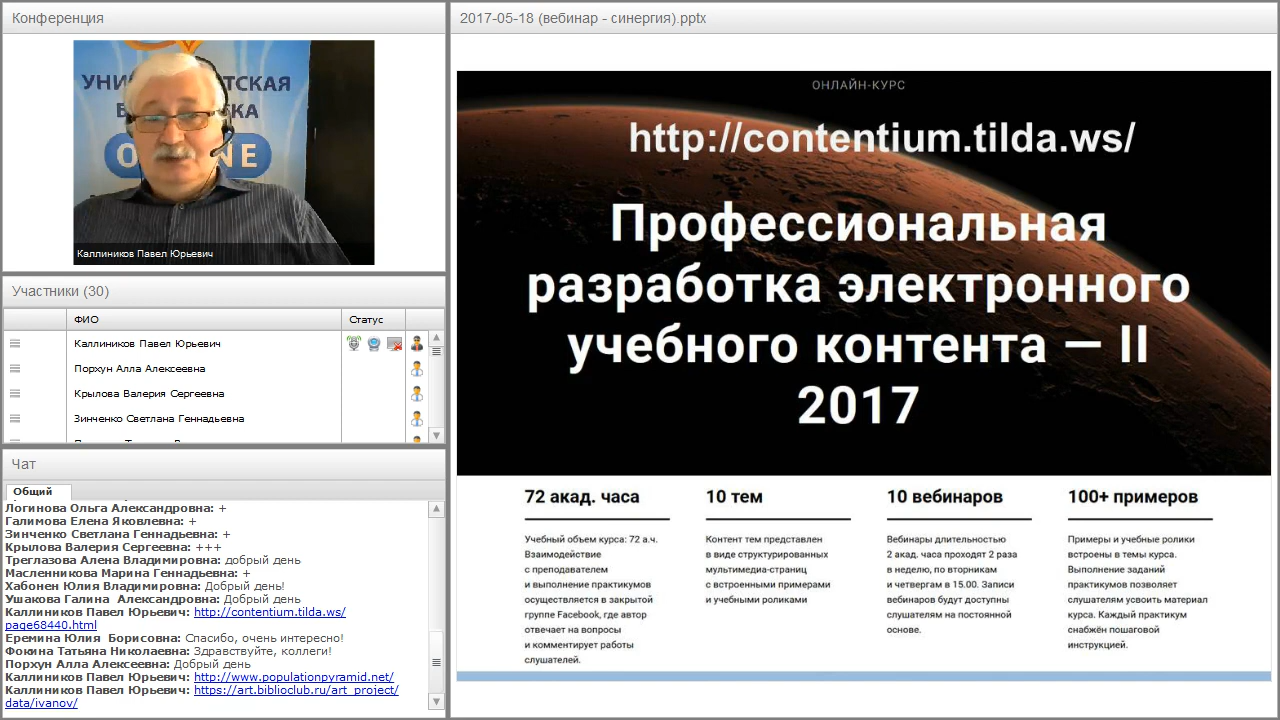 Конференция
УНИ
ТСКАЯ
Каллиников Павел Юрьевич
Участники (30)
ФИО
Статус
Каллиников Павел Юрьевич
Порхун Алла Алексеевна
Крылова Валерия Сергеевна
Зинченко Светлана Геннадьевна
Чат
Общий
Логинова Ольга Александровна: +
Галимова Елена Яковлевна: +
Зинченко Светлана Геннадьевна: +
Крылова Валерия Сергеевна: +++
Треглазова Алена Владимировна: добрый день
Масленникова Марина Геннадьевна: +
Хабонен Юлия Владимировна: Добрый день!
Ушакова Галина Александровна: Добрый день
Каллиников Павел Юрьевич: http://contentium.tilda.ws/
page68440.html
Еремина Юлия Борисовна: Спасибо, очень интересно!
Фокина Татьяна Николаевна: Здравствуйте, коллеги!
Порхун Алла Алексеевна: Добрый день
Каллиников Павел Юрьевич: http://www.populationpyramid.net/
Каллиников Павел Юрьевич: https://art.biblioclub.ru/art_project/
data/ivanov/
2017-05-18 (вебинар - синергия).pptx
ОНЛАЙН-КУРС
http://contentium.tilda.ws/
Профессиональная
разработка электронного
учебного контента — II
2017
72 акад. часа
Учебный объем курса: 72 а.ч.
Взаимодействие
с преподавателем
и выполнение практикумов
осуществляется в закрытой
группе Facebook, где автор
отвечает на вопросы
и комментирует работы
слушателей.
10 тем
Контент тем представлен
в виде структурированных
мультимедиа-страниц
с встроенными примерами
и учебными роликами
10 вебинаров
Вебинары длительностью
2 акад. часа проходят 2 раза
в неделю, по вторникам
и четвергам в 15.00. Записи
вебинаров будут доступны
слушателям на постоянной
основе.
100+ примеров
Примеры и учебные ролики
встроены в темы курса.
Выполнение заданий
практикумов позволяет
слушателям усвоить материал
курса. Каждый практикум
снабжён пошаговой
инструкцией.